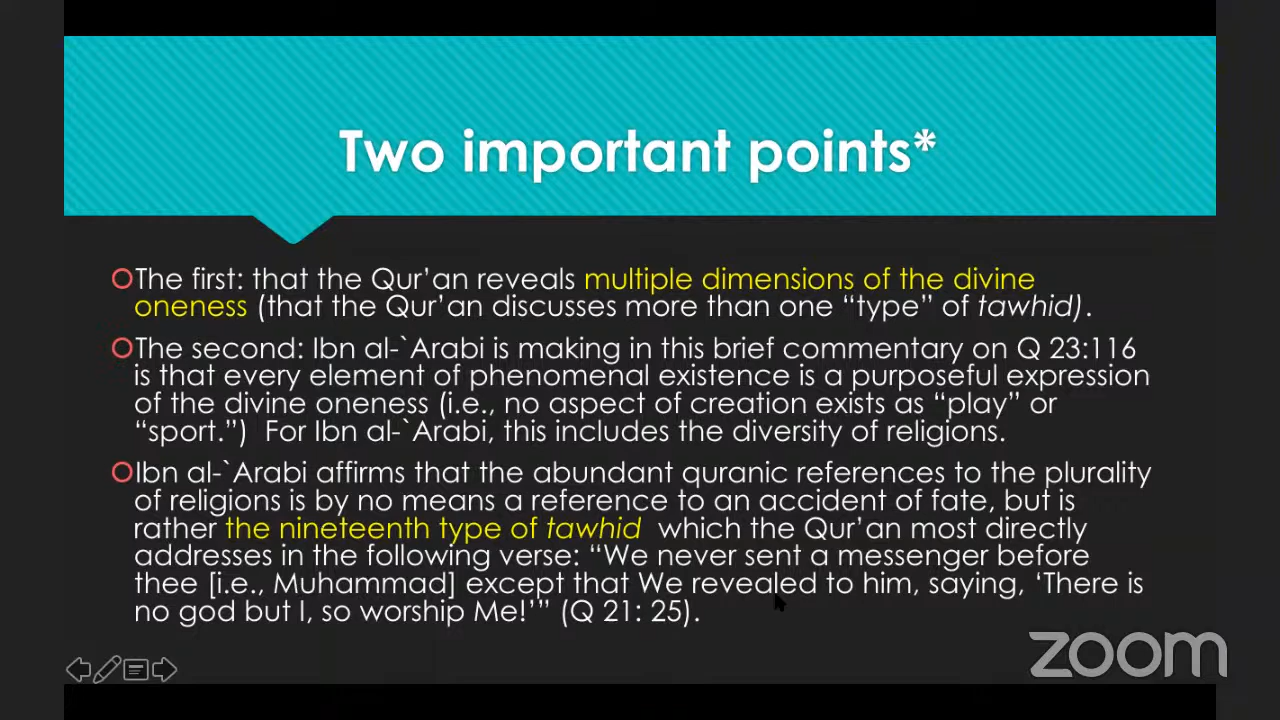 Two important points*
The first: that the Qur’an reveals multiple dimensions of the divine
oneness (that the Qur’an discusses more than one “type” of tawhid).
The second: Ibn al-`Arabi is making in this brief commentary on Q 23:116
is that every element of phenomenal existence is a purposeful expression
of the divine oneness (i.e., no aspect of creation exists as “play” or
“sport.”) For Ibn al-`Arabi, this includes the diversity of religions.
Ibn al-`Arabi affirms that the abundant quranic references to the plurality
of religions is by no means a reference to an accident of fate, but is
rather the nineteenth type of tawhid which the Qur’an most directly
addresses in the following verse: “We never sent a messenger before
thee [i.e., Muhammad] except that We revealed to him, saying, ‘There is
no god but I, so worship Me!’” (Q 21: 25).
zoom